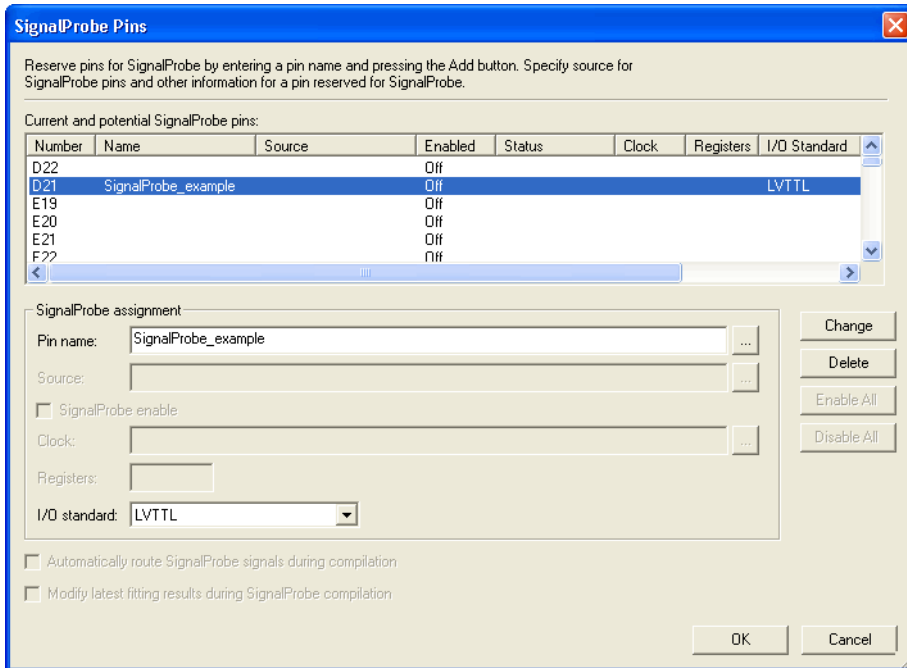 SignalProbe Pins
Reserve pins for SignalProbe by entering a pin name and pressing the Add button. Specify source for
SignalProbe pins and other information for a pin reserved for SignalProbe.
Current and potential SignalProbe pins:
Number Name Source Enabled Status Clock Registers I/O Standard
D22 Off
D21 SignalProbe_example Off LVTTL
E19 Off
E20 Off
E21 Off
E22 Off
SignalProbe assignment
Pin name: SignalProbe_example ...
Change
Delete
Source: ...
Enable All
SignalProbe enable
Clock: ...
Disable All
Registers:
I/O standard: LVTTL
Automatically route SignalProbe signals during compilation
Modify latest fitting results during SignalProbe compilation
OK Cancel